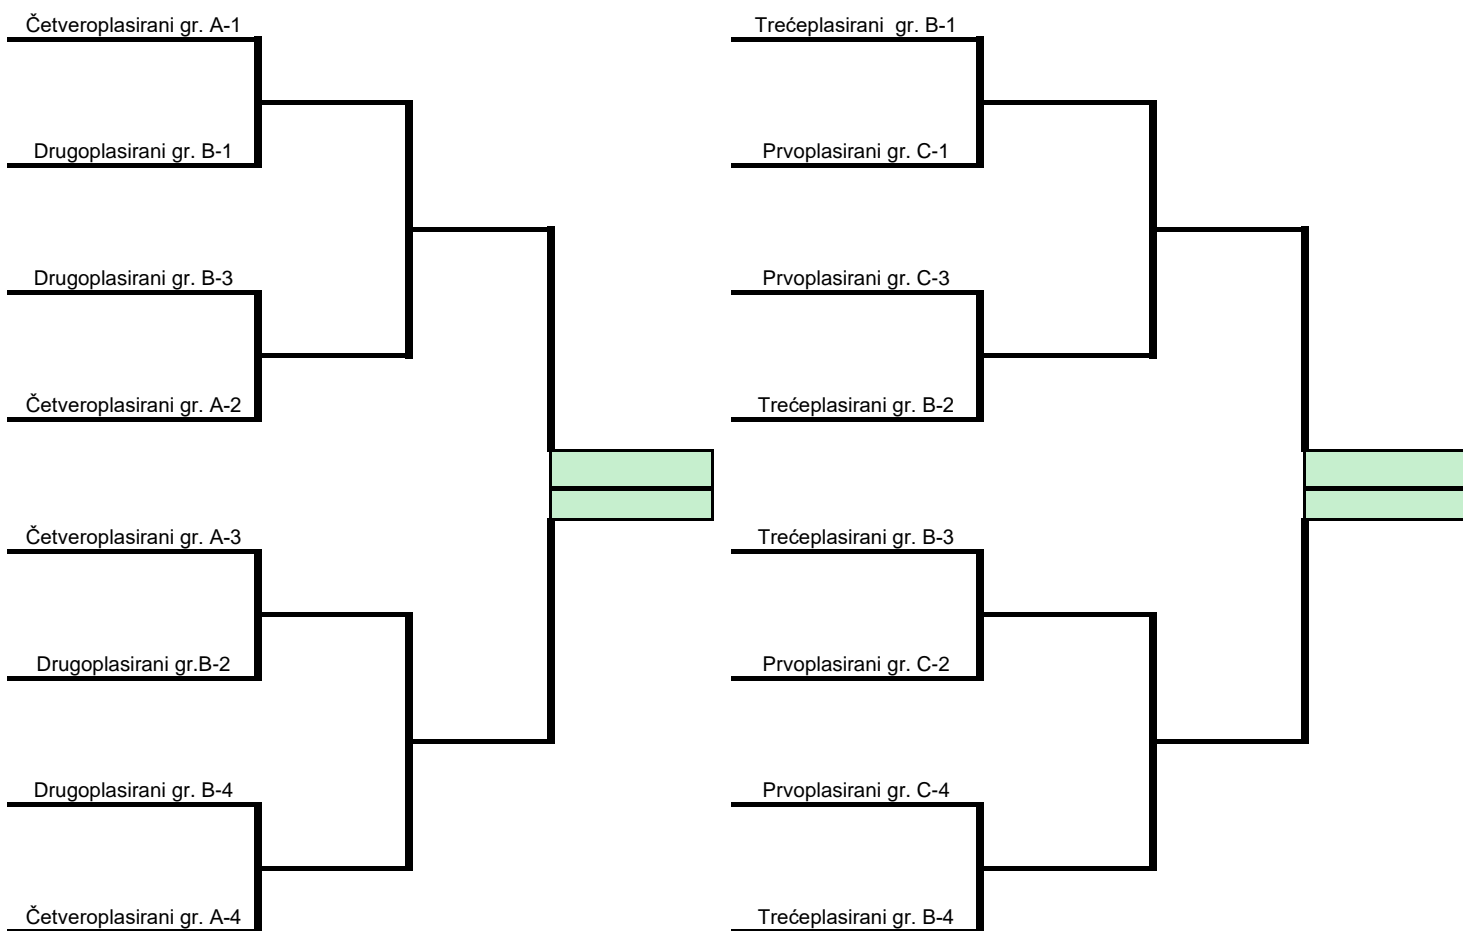 Četveroplasirani gr. A-1
Drugoplasirani gr. B-1
Drugoplasirani gr. B-3
Četveroplasirani gr. A-2
Četveroplasirani gr. A-3
Drugoplasirani gr.B-2
Drugoplasirani gr. B-4
Četveroplasirani gr. A-4
Trećeplasirani  gr. B-1
Prvoplasirani gr. C-1
Prvoplasirani gr. C-3
Trećeplasirani gr. B-2
Trećeplasirani gr. B-3
Prvoplasirani gr. C-2
Prvoplasirani gr. C-4
Trećeplasirani gr. B-4